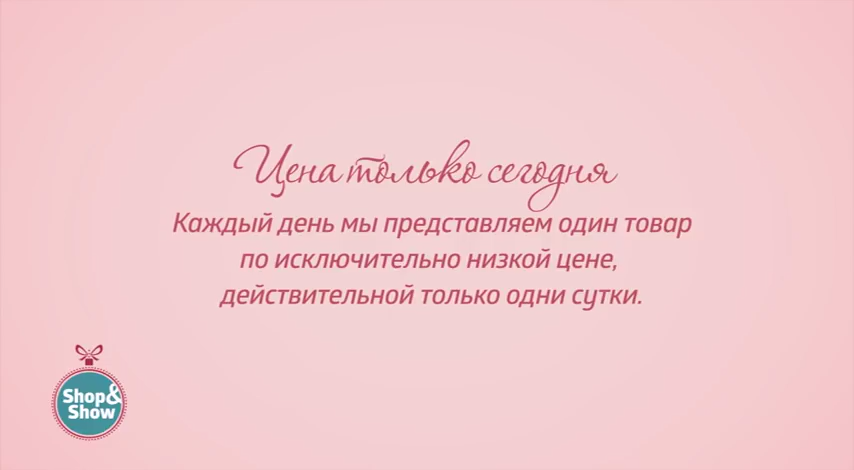 Цена только сегодня
Каждый день мы представляем один товар
по исключительно низкой цене,
действительной только одни сутки.
Shop&
Show